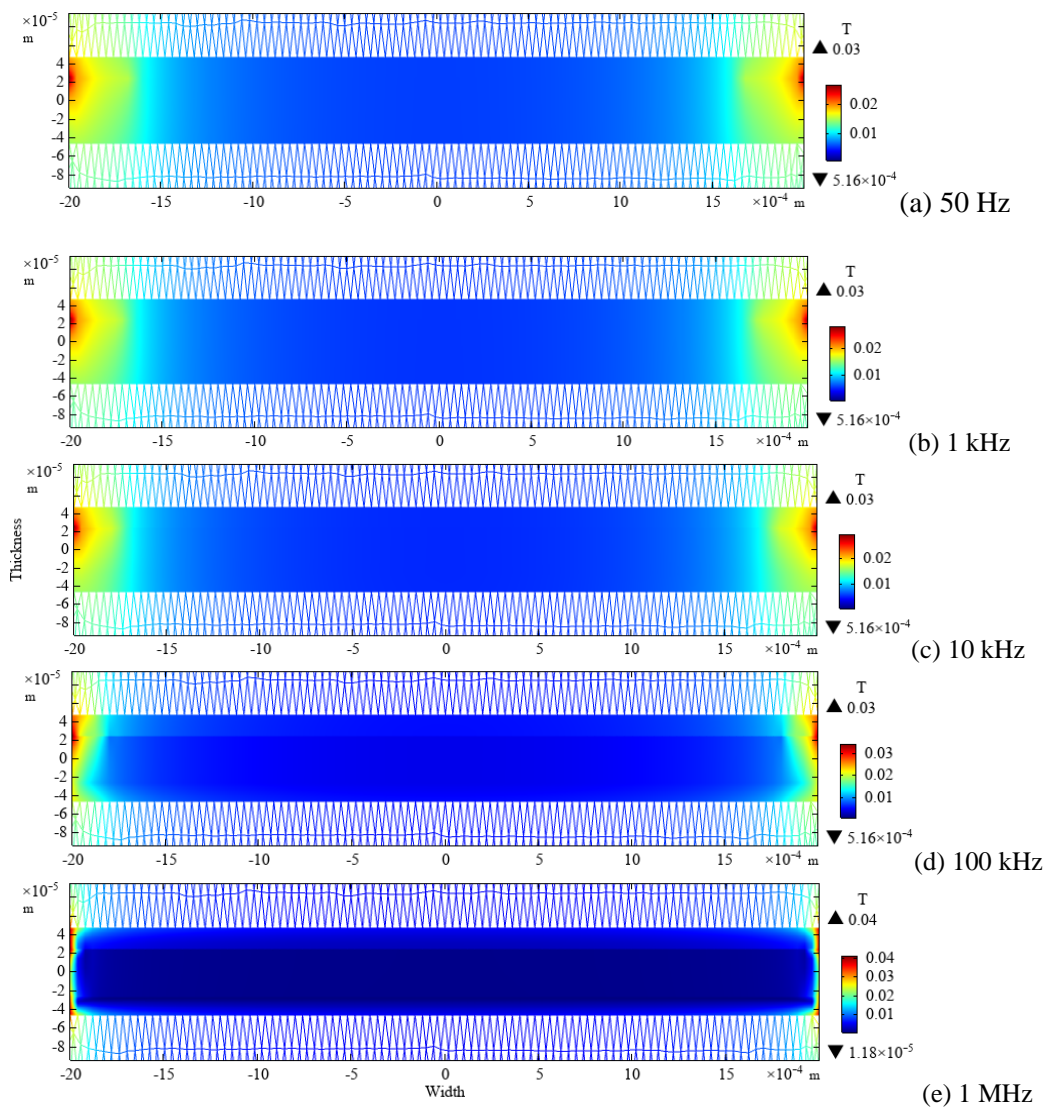 ×10⁻⁵
m
4
2
0
-2
-4
-6
-8
-20 -15 -10 -5 0 5 10 15 ×10⁻⁴ m
T
▲ 0.03
0.02
0.01
▼ 5.16×10⁻⁴
(a) 50 Hz
×10⁻⁵
m
4
2
0
-2
-4
-6
-8
-20 -15 -10 -5 0 5 10 15 ×10⁻⁴ m
T
▲ 0.03
0.02
0.01
▼ 5.16×10⁻⁴
(b) 1 kHz
×10⁻⁵
m
4
2
0
-2
-4
-6
-8
Thickness
-20 -15 -10 -5 0 5 10 15 ×10⁻⁴ m
T
▲ 0.03
0.02
0.01
▼ 5.16×10⁻⁴
(c) 10 kHz
×10⁻⁵
m
4
2
0
-2
-4
-6
-8
-20 -15 -10 -5 0 5 10 15 ×10⁻⁴ m
T
▲ 0.03
0.03
0.02
0.01
▼ 5.16×10⁻⁴
(d) 100 kHz
×10⁻⁵
m
4
2
0
-2
-4
-6
-8
-20 -15 -10 -5 0 5 10 15 ×10⁻⁴ m
Width
T
▲ 0.04
0.04
0.03
0.02
0.01
▼ 1.18×10⁻⁵
(e) 1 MHz